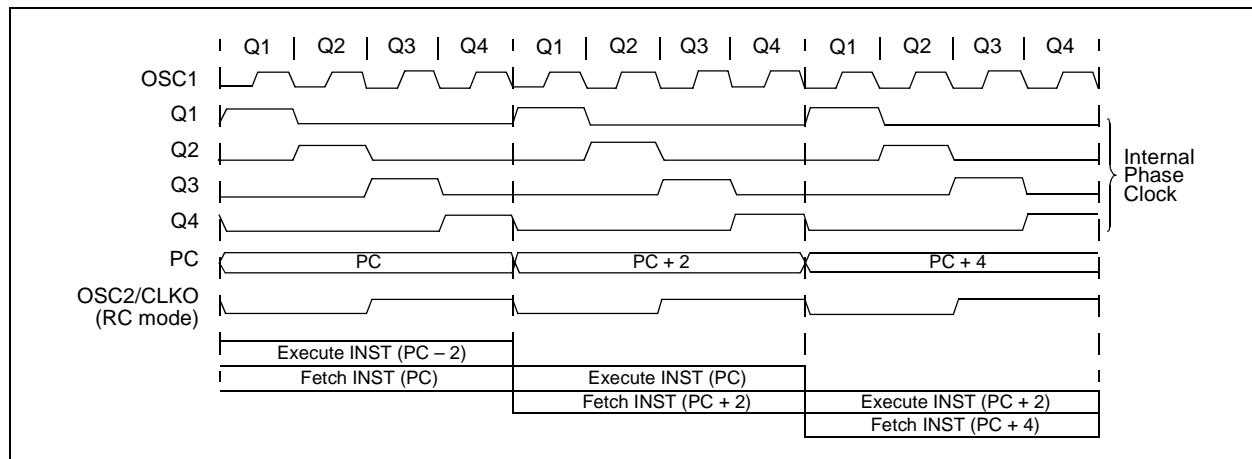 Q1 Q2 Q3 Q4 Q1 Q2 Q3 Q4 Q1 Q2 Q3 Q4
OSC1
Q1
Q2
Q3
Q4
Internal
Phase
Clock
PC PC PC + 2 PC + 4
OSC2/CLKO
(RC mode)
Execute INST (PC – 2)
Fetch INST (PC) Execute INST (PC)
Fetch INST (PC + 2) Execute INST (PC + 2)
Fetch INST (PC + 4)